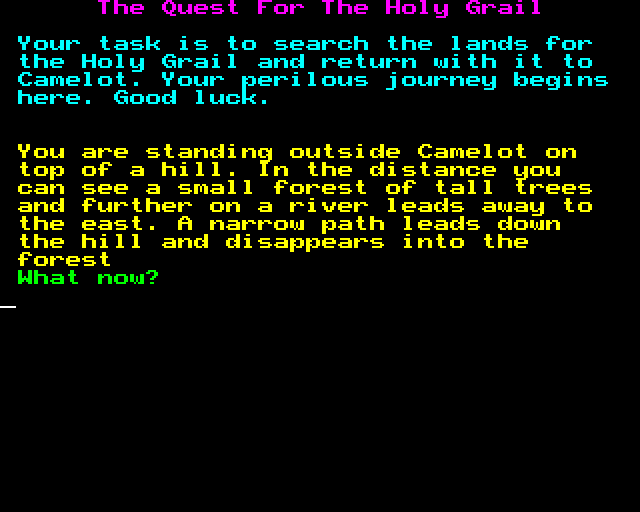 The Quest For The Holy Grail
Your task is to search the lands for
the Holy Grail and return with it to
Camelot. Your perilous journey begins
here. Good luck.
You are standing outside Camelot on
top of a hill. In the distance you
can see a small forest of tall trees
and further on a river leads away to
the east. A narrow path leads down
the hill and disappears into the
forest
What now?